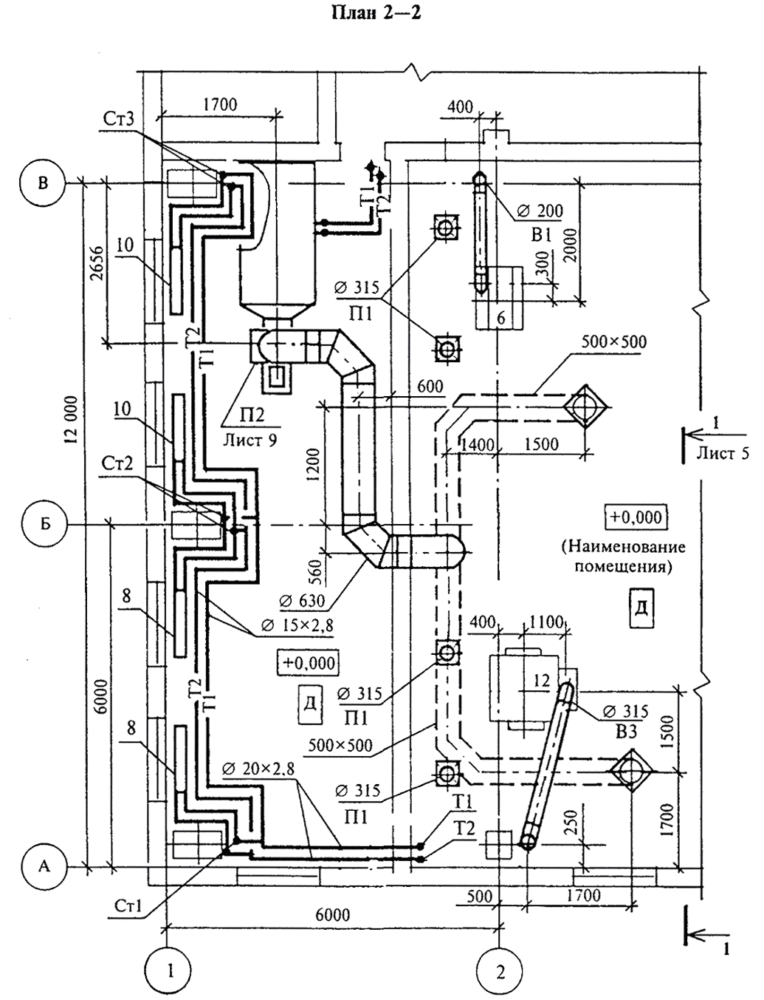 План 2—2
1700
400
Ст3
В
Т1
Т2
⌀ 200
В1
10
2656
300
2000
⌀ 315
П1
6
Т2
Т1
500×500
600
10
12 000
П2
Лист 9
1
Лист 5
1400
1500
1200
Ст2
Б
+0,000
(Наименование
помещения)
560
8
⌀ 630
⌀ 15×2,8
Д
400
1100
+0,000
Т2
Т1
6000
12
⌀ 315
П1
Д
⌀ 315
В3
1500
8
500×500
⌀ 20×2,8
⌀ 315
П1
Т1
Т2
250
1700
А
Ст1
500
1700
6000
1
1
2